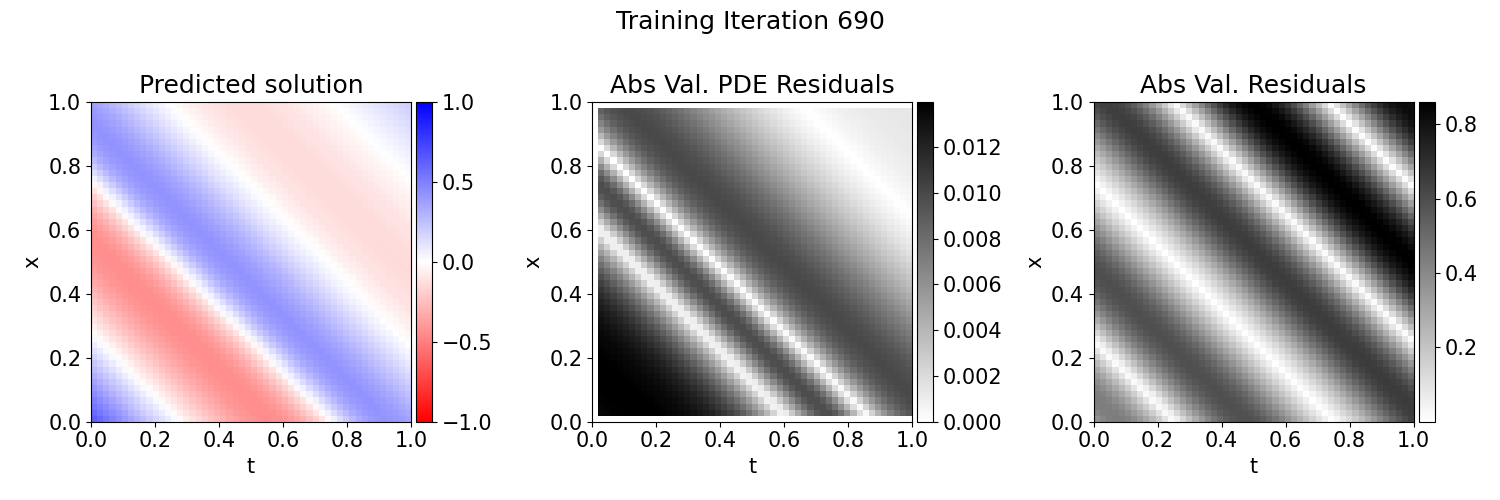 Training Iteration 690
Predicted solution
Abs Val. PDE Residuals
Abs Val. Residuals
1.0
0.8
0.6
0.4
0.2
0.0
x
0.0 0.2 0.4 0.6 0.8 1.0
t
1.0
0.5
0.0
−0.5
−1.0
1.0
0.8
0.6
0.4
0.2
0.0
x
0.0 0.2 0.4 0.6 0.8 1.0
t
0.012
0.010
0.008
0.006
0.004
0.002
0.000
1.0
0.8
0.6
0.4
0.2
0.0
x
0.0 0.2 0.4 0.6 0.8 1.0
t
0.8
0.6
0.4
0.2